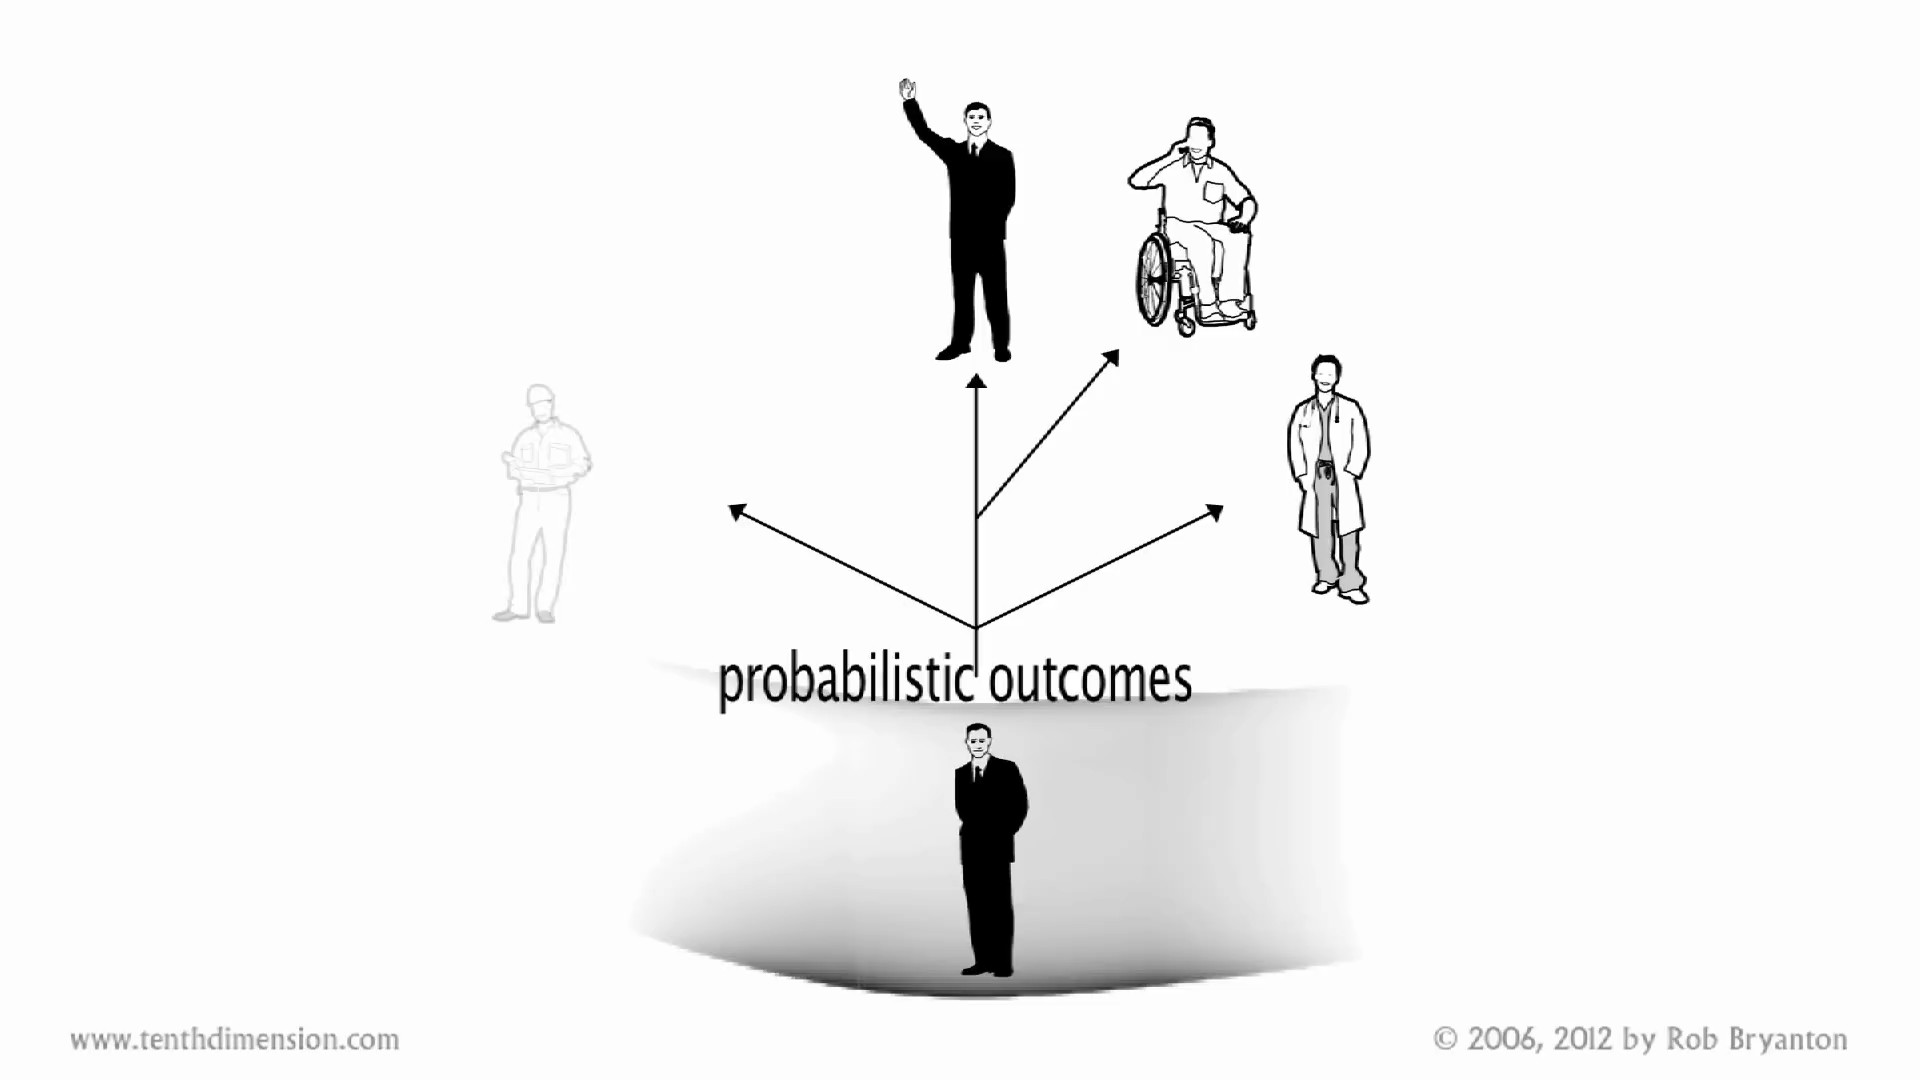 probabilistic outcomes
www.tenthdimension.com
© 2006, 2012 by Rob Bryanton